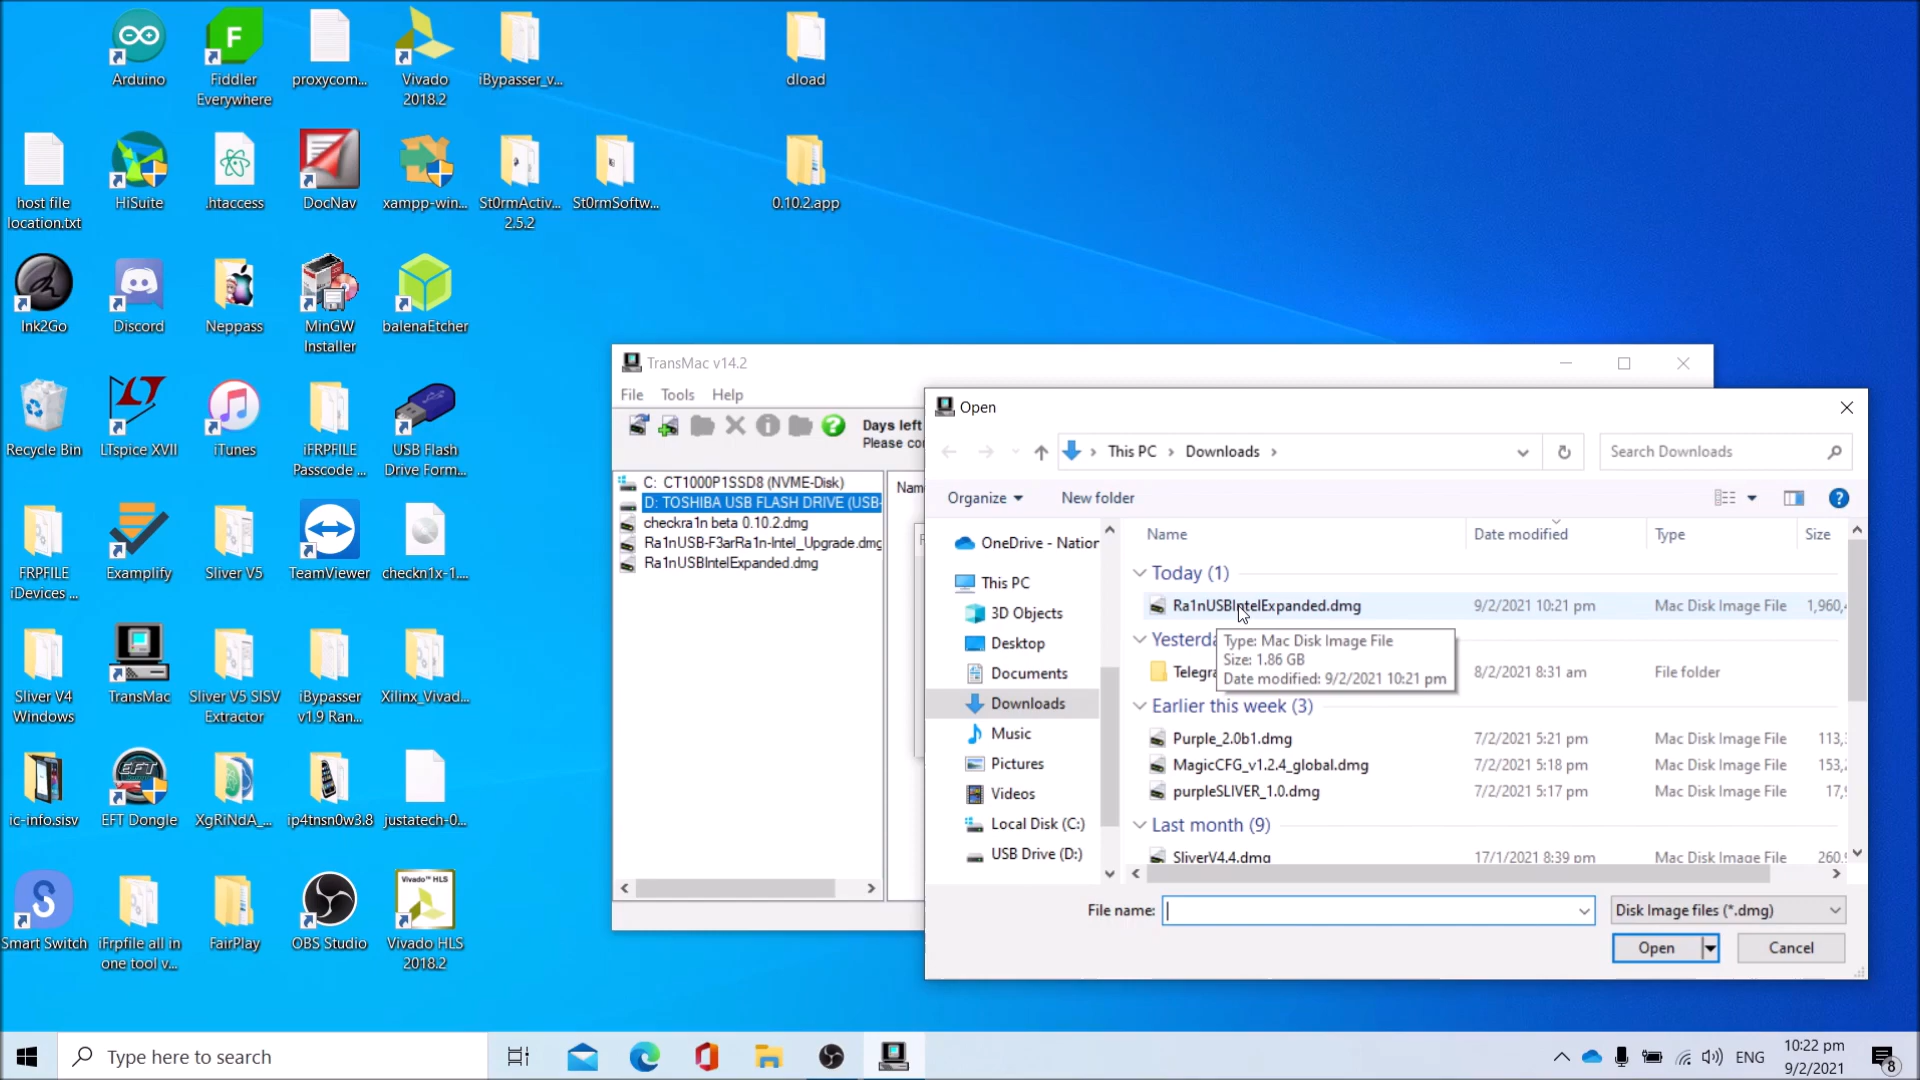 Arduino
Fiddler
Everywhere
proxycom...
Vivado
2018.2
iBypasser_v...
dload
host file
location.txt
HiSuite
.htaccess
DocNav
xampp-win...
St0rmActiv...
2.5.2
St0rmSoftw...
0.10.2.app
Ink2Go
Discord
Neppass
MinGW
Installer
balenaEtcher
Recycle Bin
LTspice XVII
iTunes
iFRPFILE
Passcode ...
USB Flash
Drive Form...
FRPFILE
iDevices ...
Examplify
Sliver V5
TeamViewer
checkn1x-1....
Sliver V4
Windows
TransMac
Sliver V5 SISV
Extractor
iBypasser
v1.9 Ran...
Xilinx_Vivad...
ic-info.sisv
EFT
EFT Dongle
XgRiNdA_...
ip4tnsn0w3.8
justatech-0...
Smart Switch
iFrpfile all in
one tool v...
FairPlay
OBS Studio
Vivado™ HLS
Vivado HLS
2018.2
TransMac v14.2
File Tools Help
Days left
Please co
C: CT1000P1SSD8 (NVME-Disk)
D: TOSHIBA USB FLASH DRIVE (USB-
checkra1n beta 0.10.2.dmg
Ra1nUSB-F3arRa1n-Intel_Upgrade.dmg
Ra1nUSBIntelExpanded.dmg
Nam
Open
This PC > Downloads >
Search Downloads
Organize
New folder
OneDrive - Nation
This PC
3D Objects
Desktop
Documents
Downloads
Music
Pictures
Videos
Local Disk (C:)
USB Drive (D:)
Name Date modified Type Size
Today (1)
Ra1nUSBIntelExpanded.dmg 9/2/2021 10:21 pm Mac Disk Image File 1,960,4
Yesterda
Type: Mac Disk Image File
Size: 1.86 GB
Date modified: 9/2/2021 10:21 pm
Telegra 8/2/2021 8:31 am File folder
Earlier this week (3)
Purple_2.0b1.dmg 7/2/2021 5:21 pm Mac Disk Image File 113,
MagicCFG_v1.2.4_global.dmg 7/2/2021 5:18 pm Mac Disk Image File 153,
purpleSLIVER_1.0.dmg 7/2/2021 5:17 pm Mac Disk Image File 17,
Last month (9)
SliverV4.4.dmg 17/1/2021 8:39 pm Mac Disk Image File 260,
File name:
Disk Image files (*.dmg)
Open
Cancel
Type here to search
ENG
10:22 pm
9/2/2021
8